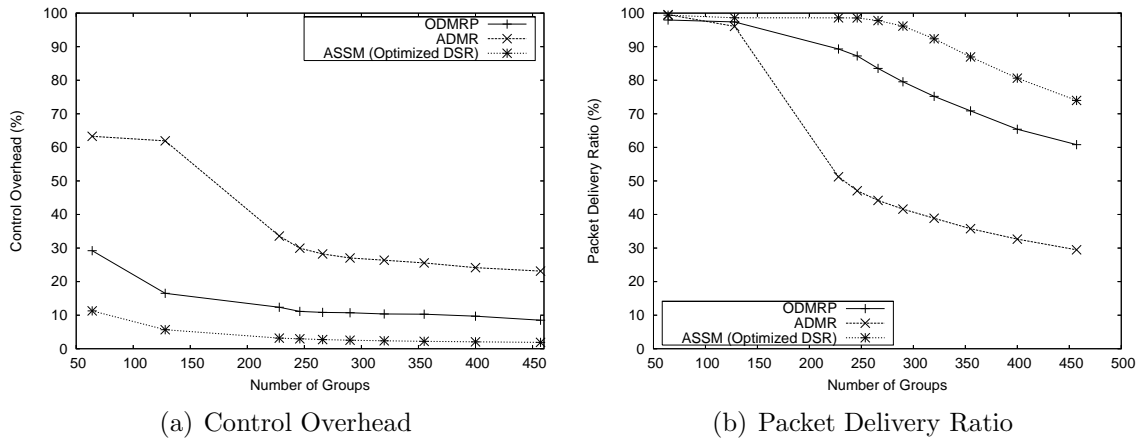 Control Overhead (%)
100
90
80
70
60
50
40
30
20
10
0
50 100 150 200 250 300 350 400 450
Number of Groups
ODMRP
ADMR
ASSM (Optimized DSR)
(a) Control Overhead
Packet Delivery Ratio (%)
100
90
80
70
60
50
40
30
20
10
0
50 100 150 200 250 300 350 400 450 500
Number of Groups
ODMRP
ADMR
ASSM (Optimized DSR)
(b) Packet Delivery Ratio